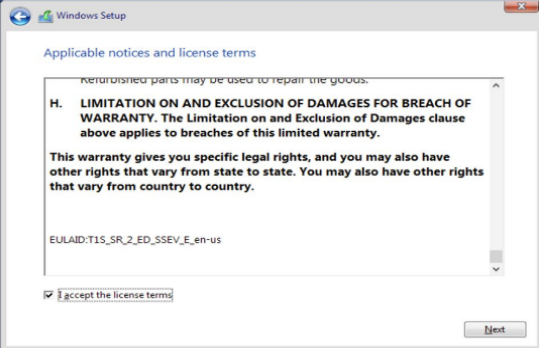 Windows Setup
Applicable notices and license terms
Refurbished parts may be used to repair the goods.
H. LIMITATION ON AND EXCLUSION OF DAMAGES FOR BREACH OF
WARRANTY. The Limitation on and Exclusion of Damages clause
above applies to breaches of this limited warranty.
This warranty gives you specific legal rights, and you may also have
other rights that vary from state to state. You may also have other rights
that vary from country to country.
EULAID:T1S_SR_2_ED_SSEV_E_en-us
I accept the license terms
Next